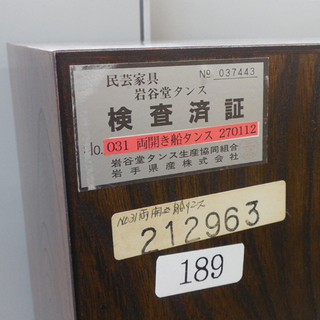 民芸家具 No 037443
岩谷堂タンス
検査済証
No. 031 両開き船タンス 270112
岩谷堂タンス生産協同組合
岩手県産株式会社
No.31両開き船タンス
212963
189